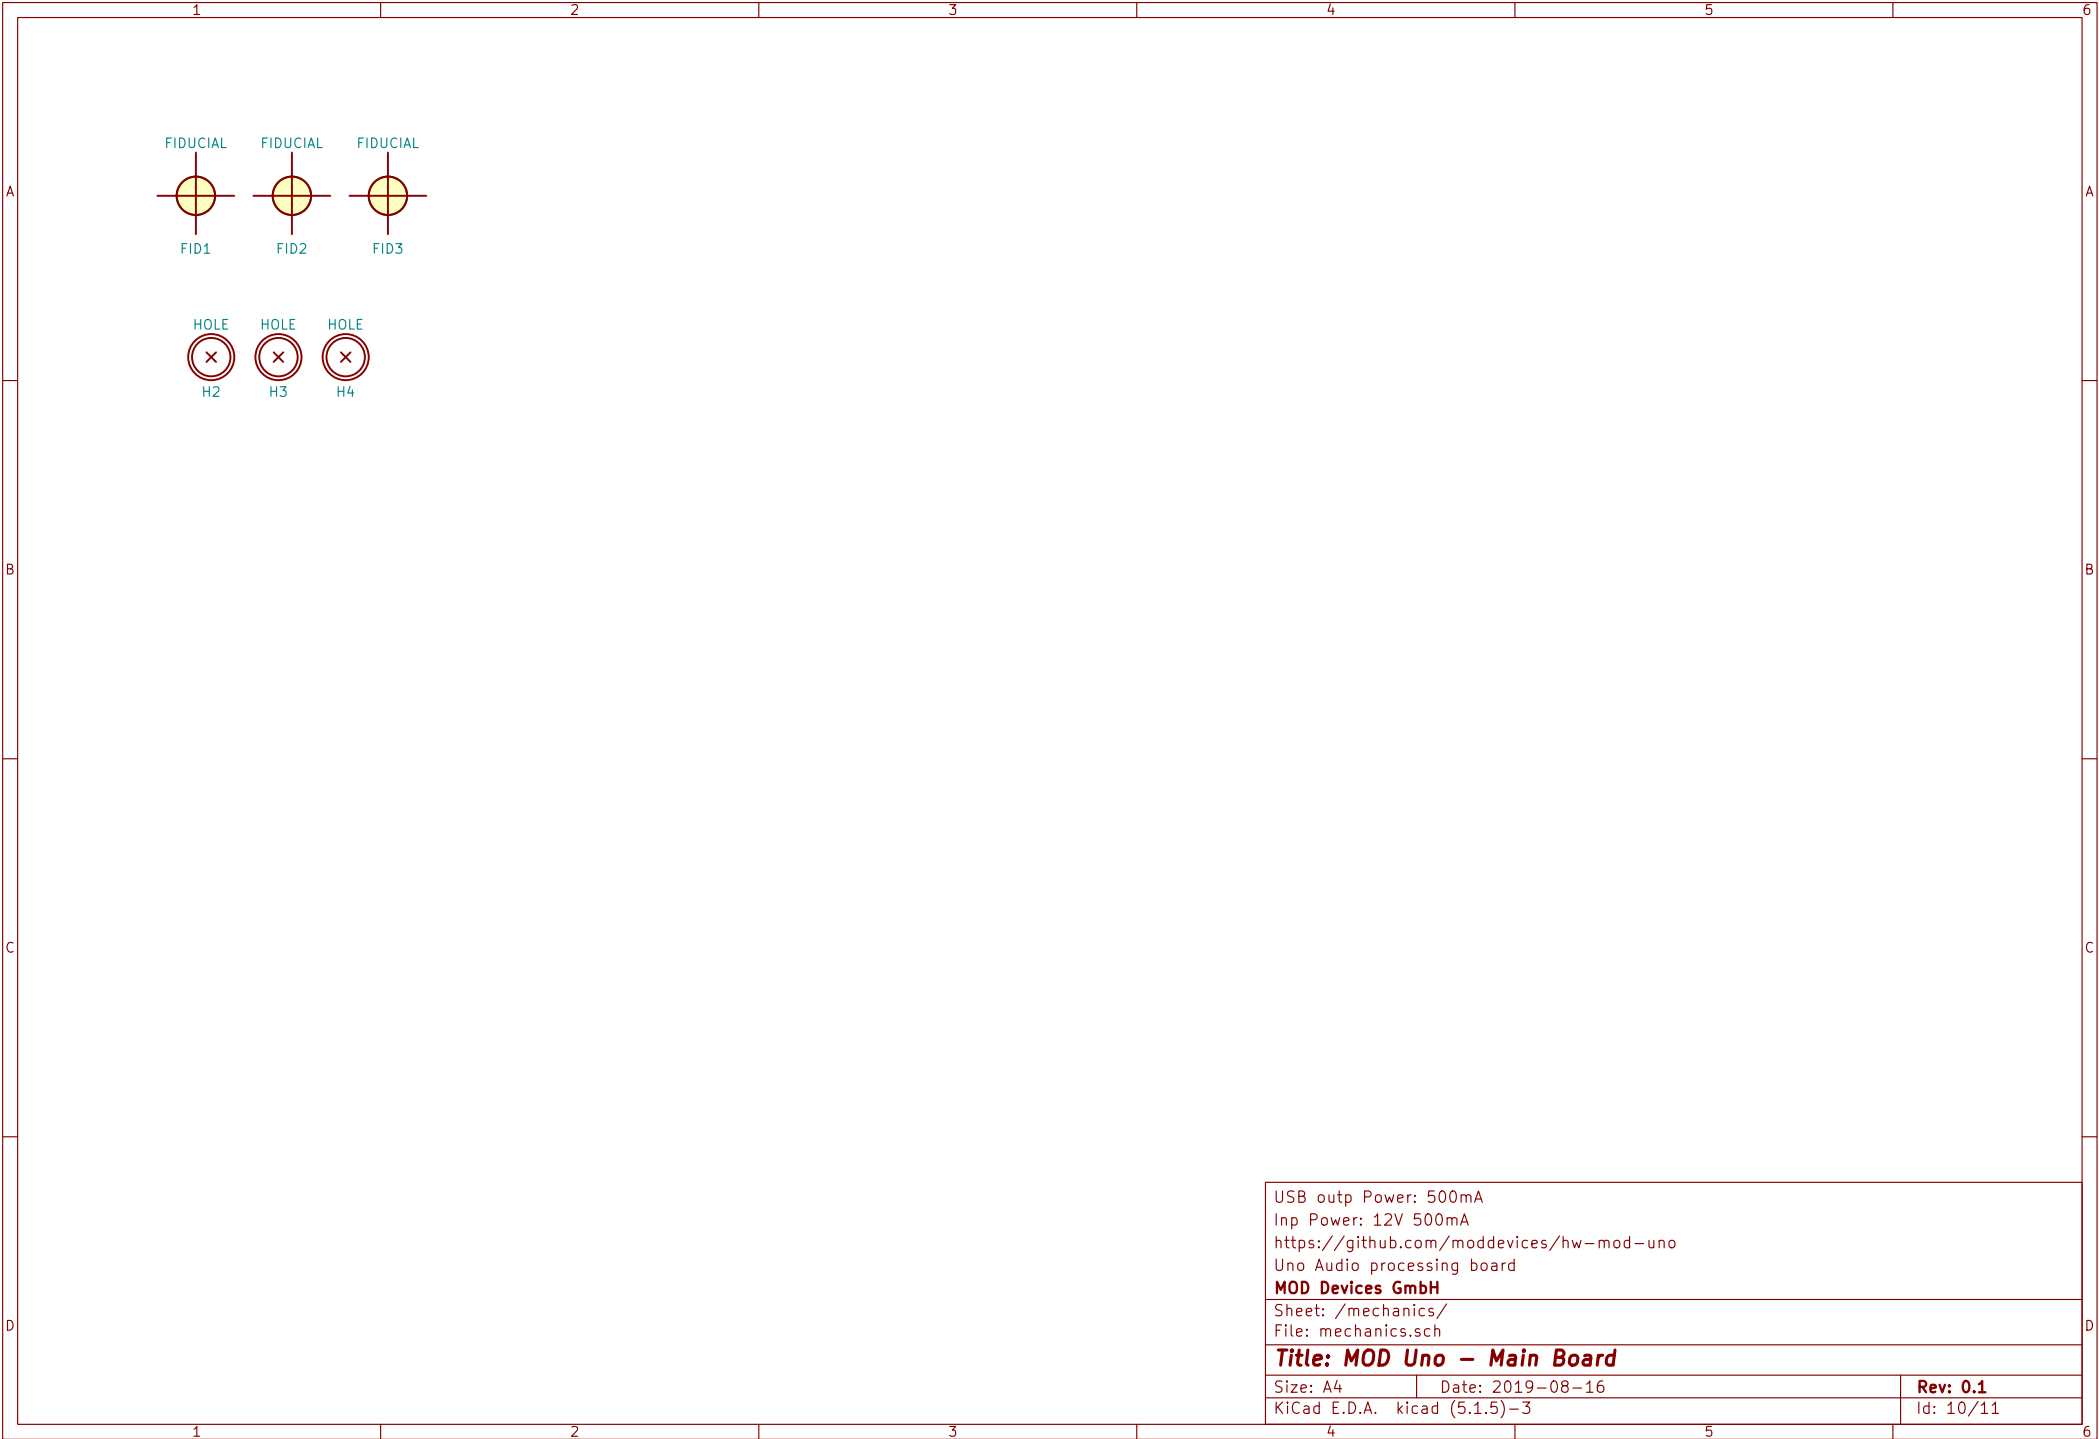 1 2 3 4 5 6
FIDUCIAL FIDUCIAL FIDUCIAL
A A
FID1 FID2 FID3
HOLE HOLE HOLE
H2 H3 H4
B B
C C
USB outp Power: 500mA
Inp Power: 12V 500mA
https://github.com/moddevices/hw-mod-uno
Uno Audio processing board
MOD Devices GmbH
Sheet: /mechanics/
D D
File: mechanics.sch
Title: MOD Uno - Main Board
Size: A4 Date: 2019-08-16 Rev: 0.1
KiCad E.D.A. kicad (5.1.5)-3 Id: 10/11
1 2 3 4 5 6